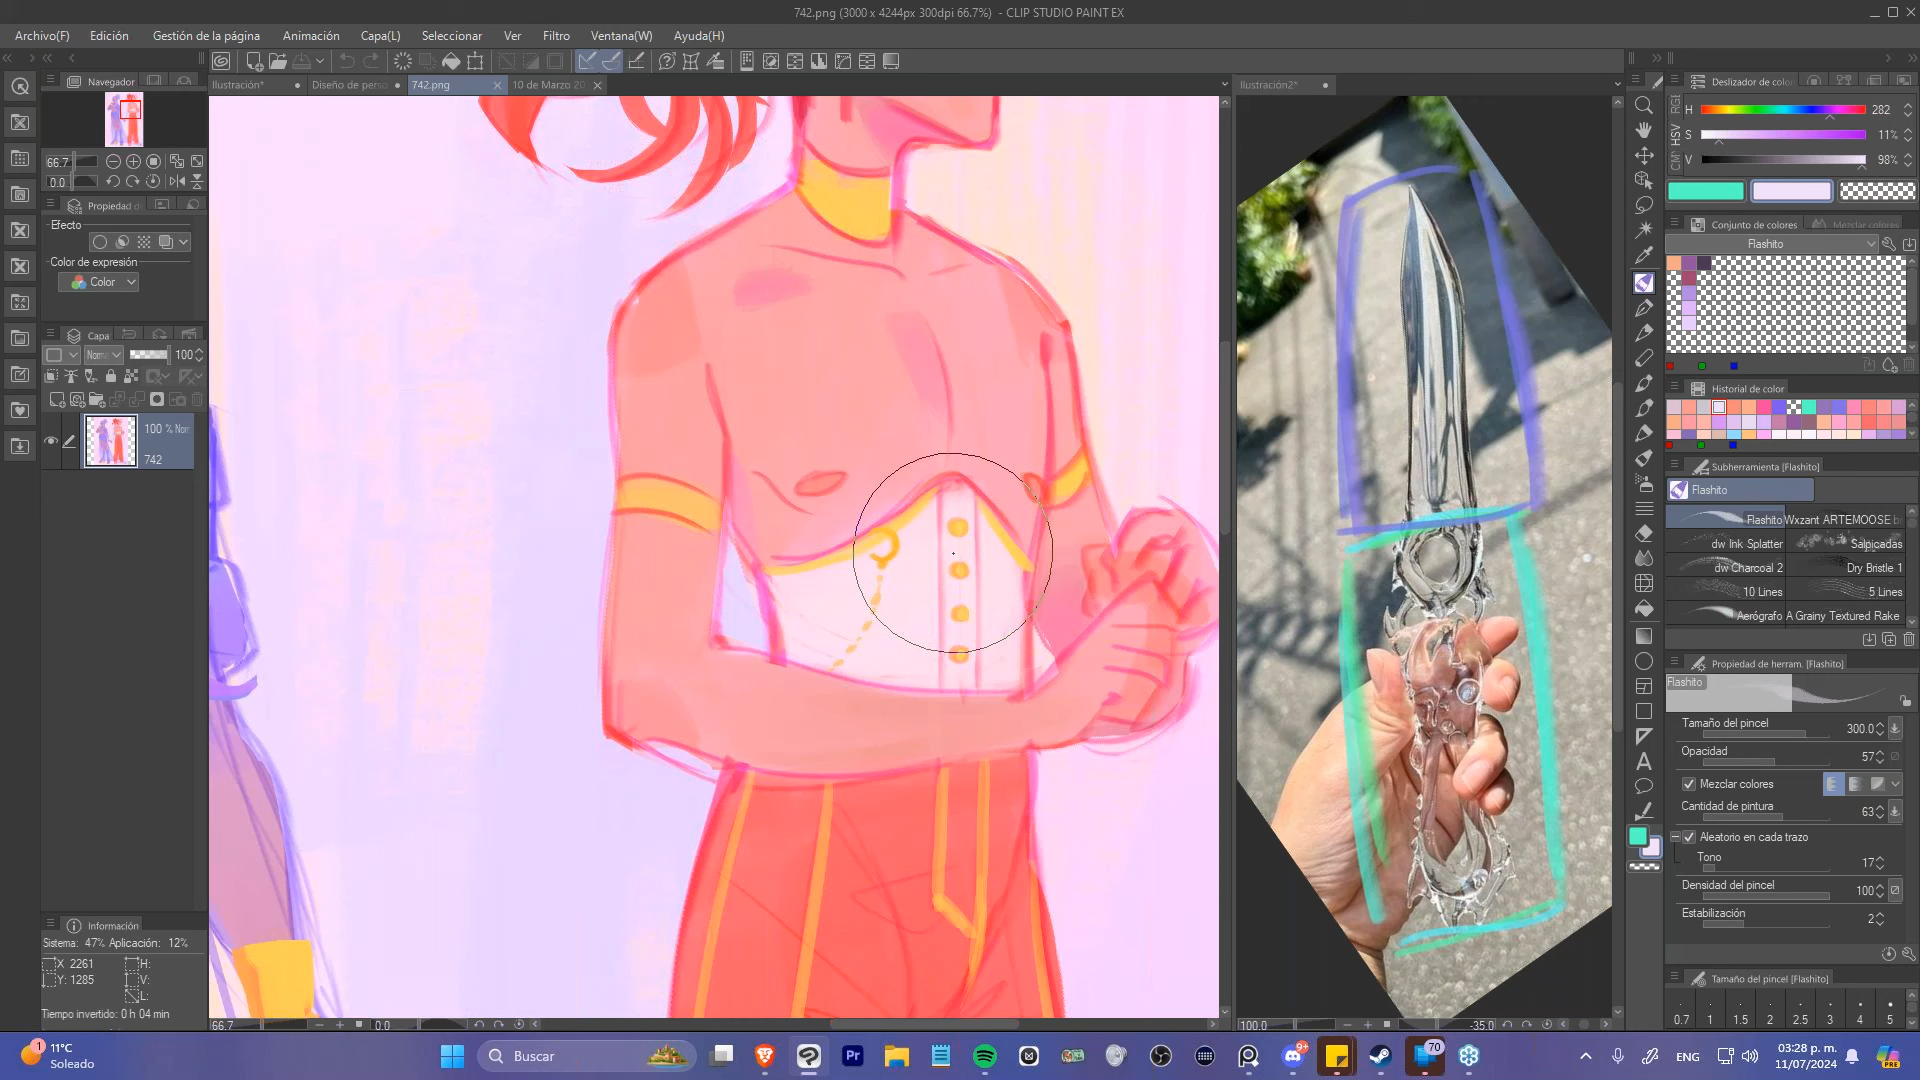 742.png (3000 x 4244px 300dpi 66.7%) - CLIP STUDIO PAINT EX
Archivo(F) Edición Gestión de la página Animación Capa(L) Seleccionar Ver Filtro Ventana(W) Ayuda(H)
Navegador
Ilustración* Diseño de perso 742.png 10 de Marzo 20 Ilustración2*
66.7
0.0
Propiedad d
Efecto
Color de expresión
Color
Capa
Norma 100
100 % Norm
742
Información
Sistema: 47% Aplicación: 12%
X 2261 H:
Y: 1285 V:
L:
Tiempo invertido: 0 h 04 min
66.7 0.0
100.0 -35.0
Deslizador de color
RGB
HSV
H 282
S 11%
V 98%
Conjunto de colores Mezclar colores
Flashito
Historial de color
Subherramienta [Flashito]
Flashito
Flashito Wxzant ARTEMOOSE b
dw Ink Splatter Salpicadas
dw Charcoal 2 Dry Bristle 1
10 Lines 5 Lines
Aerógrafo A Grainy Textured Rake
Propiedad de herram. [Flashito]
Flashito
Tamaño del pincel 300.0
Opacidad 57
Mezclar colores
Cantidad de pintura 63
Aleatorio en cada trazo
Tono 17
Densidad del pincel 100
Estabilización 2
Tamaño del pincel [Flashito]
0.7 1 1.5 2 2.5 3 4 5
1 11°C
Soleado
Buscar
Pr
9+
70
ENG
03:28 p. m.
11/07/2024
PRE